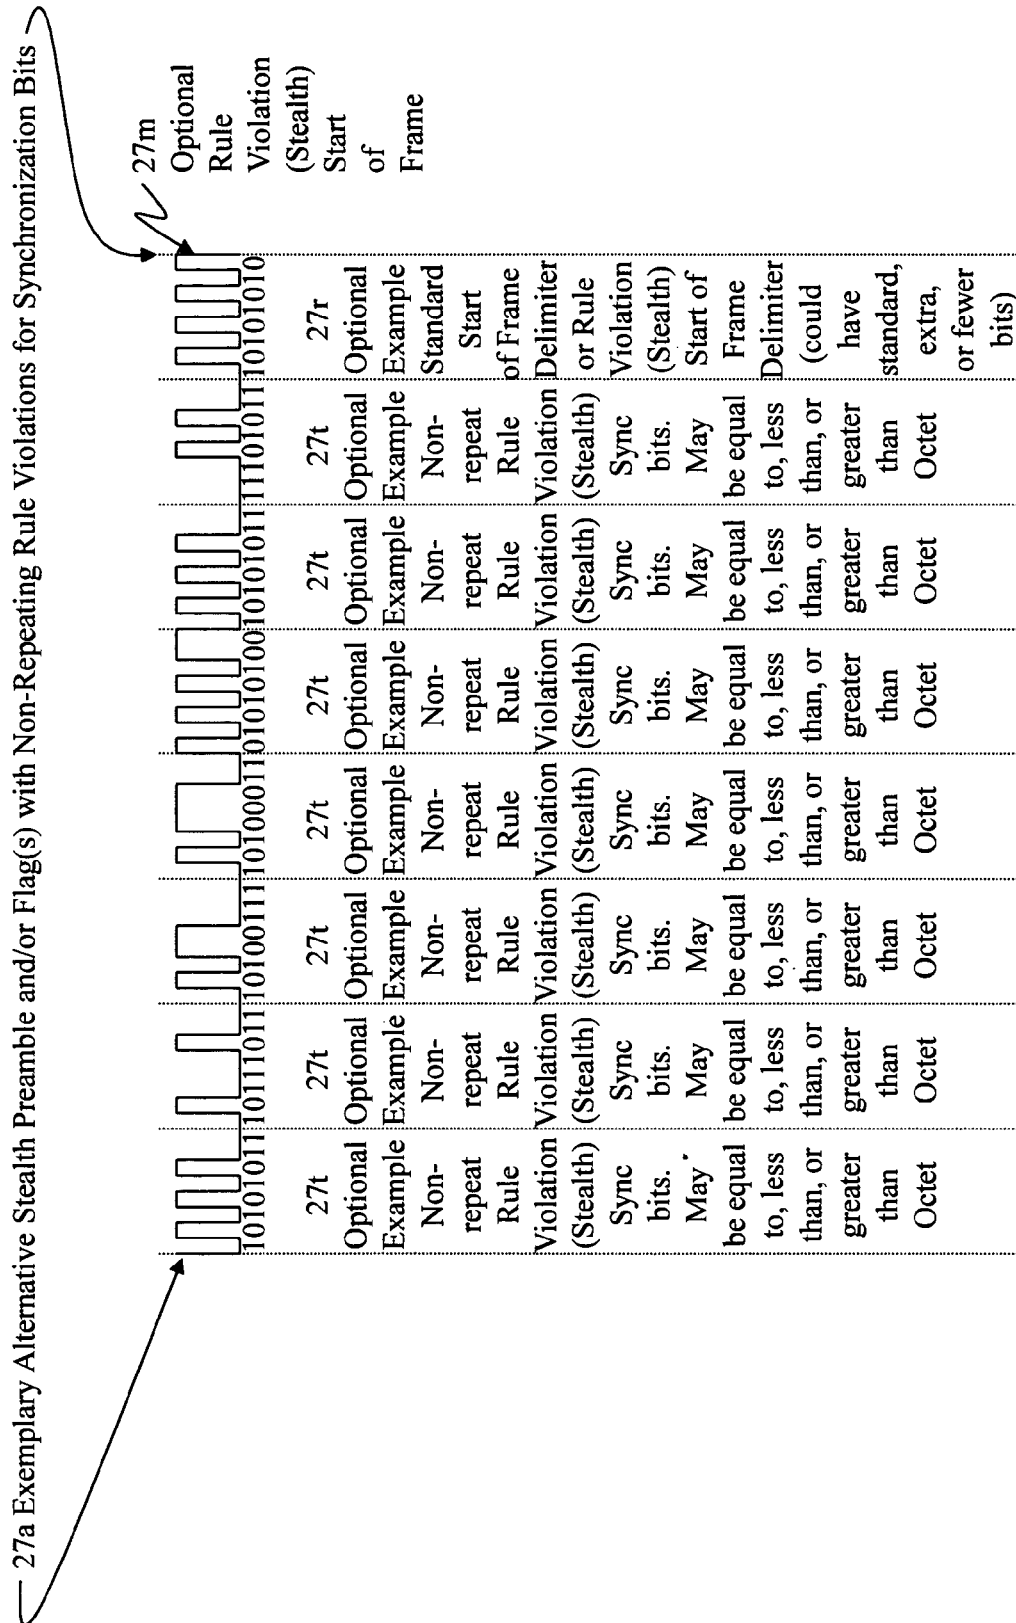 27a Exemplary Alternative Stealth Preamble and/or Flag(s) with Non-Repeating Rule Violations for Synchronization Bits
27m
Optional
Rule
Violation
(Stealth)
Start
of
Frame
1010101110111011101001111010001101010100101010111110101110101010
27t
Optional
Example
Non-
repeat
Rule
Violation
(Stealth)
Sync
bits.
May
be equal
to, less
than, or
greater
than
Octet
27t
Optional
Example
Non-
repeat
Rule
Violation
(Stealth)
Sync
bits.
May
be equal
to, less
than, or
greater
than
Octet
27t
Optional
Example
Non-
repeat
Rule
Violation
(Stealth)
Sync
bits.
May
be equal
to, less
than, or
greater
than
Octet
27t
Optional
Example
Non-
repeat
Rule
Violation
(Stealth)
Sync
bits.
May
be equal
to, less
than, or
greater
than
Octet
27t
Optional
Example
Non-
repeat
Rule
Violation
(Stealth)
Sync
bits.
May
be equal
to, less
than, or
greater
than
Octet
27t
Optional
Example
Non-
repeat
Rule
Violation
(Stealth)
Sync
bits.
May
be equal
to, less
than, or
greater
than
Octet
27t
Optional
Example
Non-
repeat
Rule
Violation
(Stealth)
Sync
bits.
May
be equal
to, less
than, or
greater
than
Octet
27r
Optional
Example
Standard
Start
of Frame
Delimiter
or Rule
Violation
(Stealth)
Start of
Frame
Delimiter
(could
have
standard,
extra,
or fewer
bits)